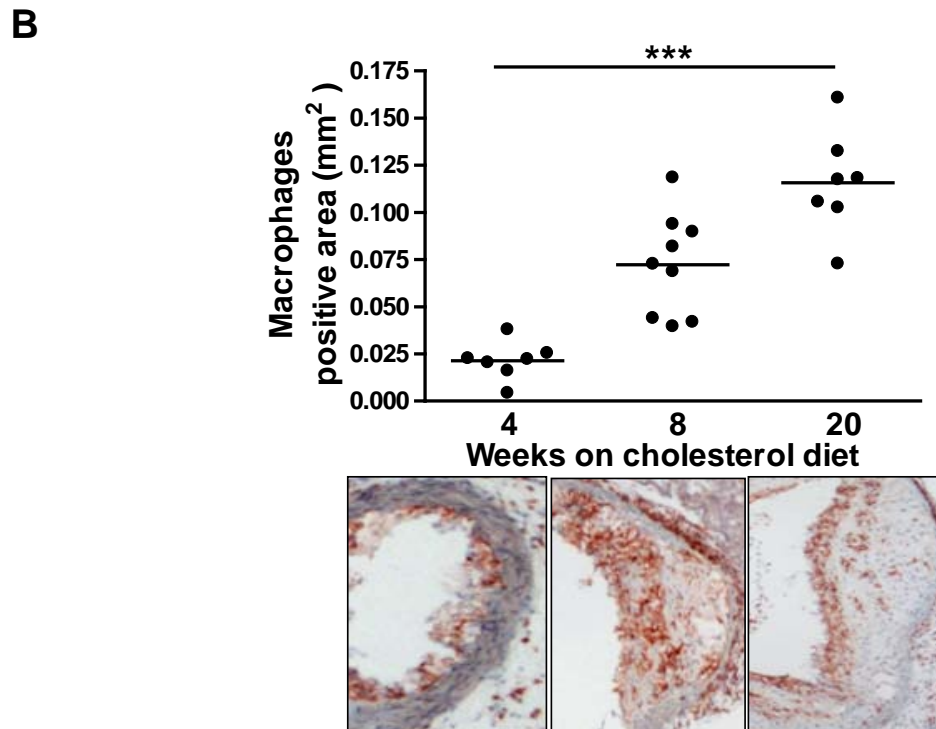 B
***
Macrophages
positive area (mm²)
0.175
0.150
0.125
0.100
0.075
0.050
0.025
0.000
4 8 20
Weeks on cholesterol diet